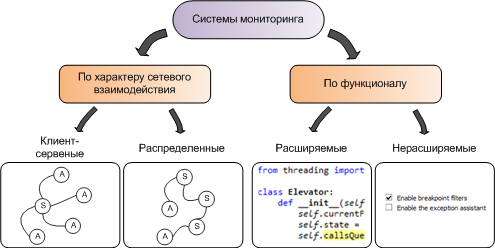 Системы мониторинга
По характеру сетевого
взаимодействия
По функционалу
Клиент-
сервеные
Распределенные
Расширяемые
Нерасширяемые
A
A
S
A
A
S
S
S
A
A
from threading import
class Elevator:
def __init__(self
self.currentF
self.state =
self.callsQue
Enable breakpoint filters
Enable the exception assistant